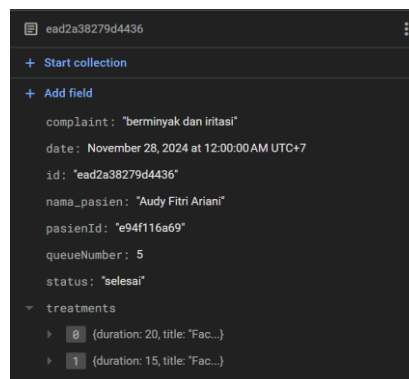 ead2a38279d4436
+ Start collection
+ Add field
complaint: "berminyak dan iritasi"
date: November 28, 2024 at 12:00:00 AM UTC+7
id: "ead2a38279d4436"
nama_pasien: "Audy Fitri Ariani"
pasienId: "e94f116a69"
queueNumber: 5
status: "selesai"
treatments
0 {duration: 20, title: "Fac...}
1 {duration: 15, title: "Fac...}